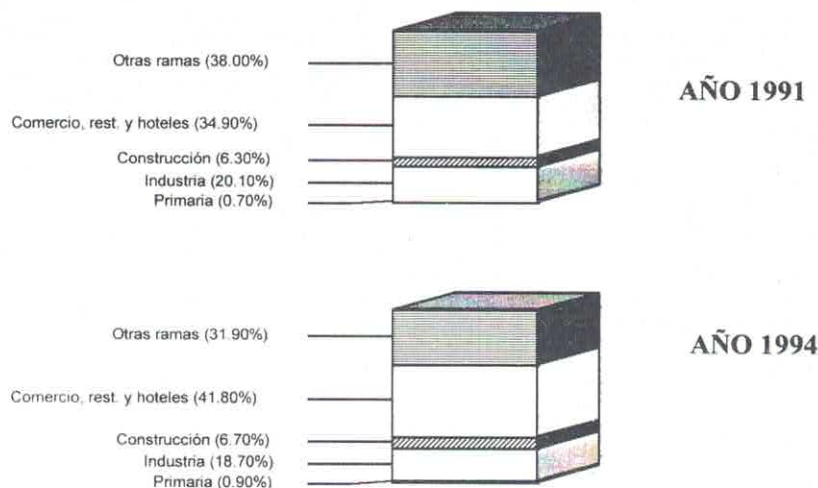 Otras ramas (38.00%)
Comercio, rest. y hoteles (34.90%)
Construcción (6.30%)
Industria (20.10%)
Primaria (0.70%)
AÑO 1991
Otras ramas (31.90%)
Comercio, rest. y hoteles (41.80%)
Construcción (6.70%)
Industria (18.70%)
Primaria (0.90%)
AÑO 1994